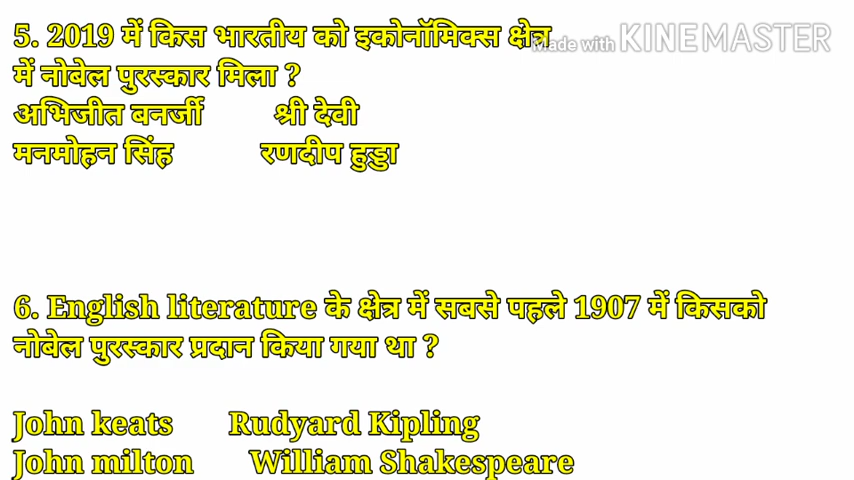 5. 2019 में किस भारतीय को इकोनॉमिक्स क्षेत्र
Made with KINEMASTER
में नोबेल पुरस्कार मिला ?
अभिजीत बनर्जी श्री देवी
मनमोहन सिंह रणदीप हुड्डा
6. English literature के क्षेत्र में सबसे पहले 1907 में किसको
नोबेल पुरस्कार प्रदान किया गया था ?
John keats Rudyard Kipling
John milton William Shakespeare